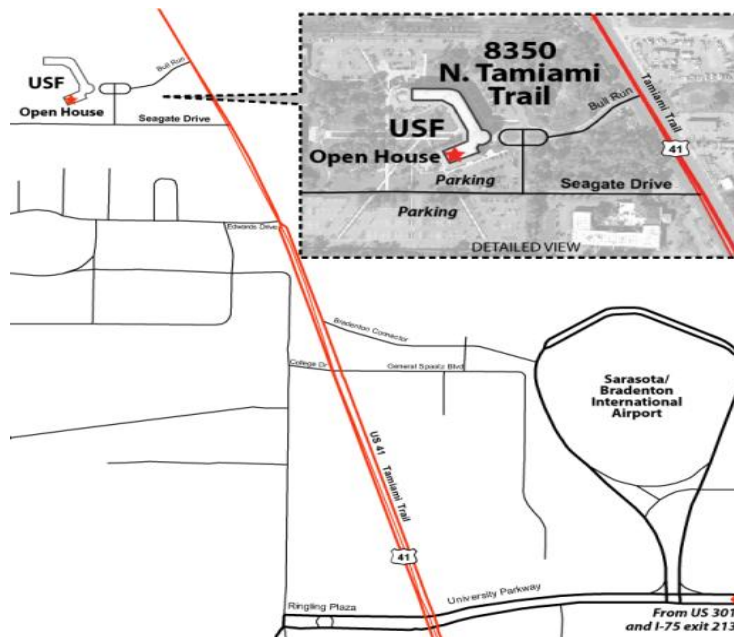 Bull Run
USF
Open House
Seagate Drive
8350
N. Tamiami
Trail
Tamiami Trail
Bull Run
41
USF
Open House
Parking
Seagate Drive
Parking
DETAILED VIEW
Edwards Drive
Bradenton Connector
College Dr
General Spaatz Blvd
Sarasota/
Bradenton
International
Airport
US 41 Tamiami Trail
41
University Parkway
Ringling Plaza
From US 301
and I-75 exit 213